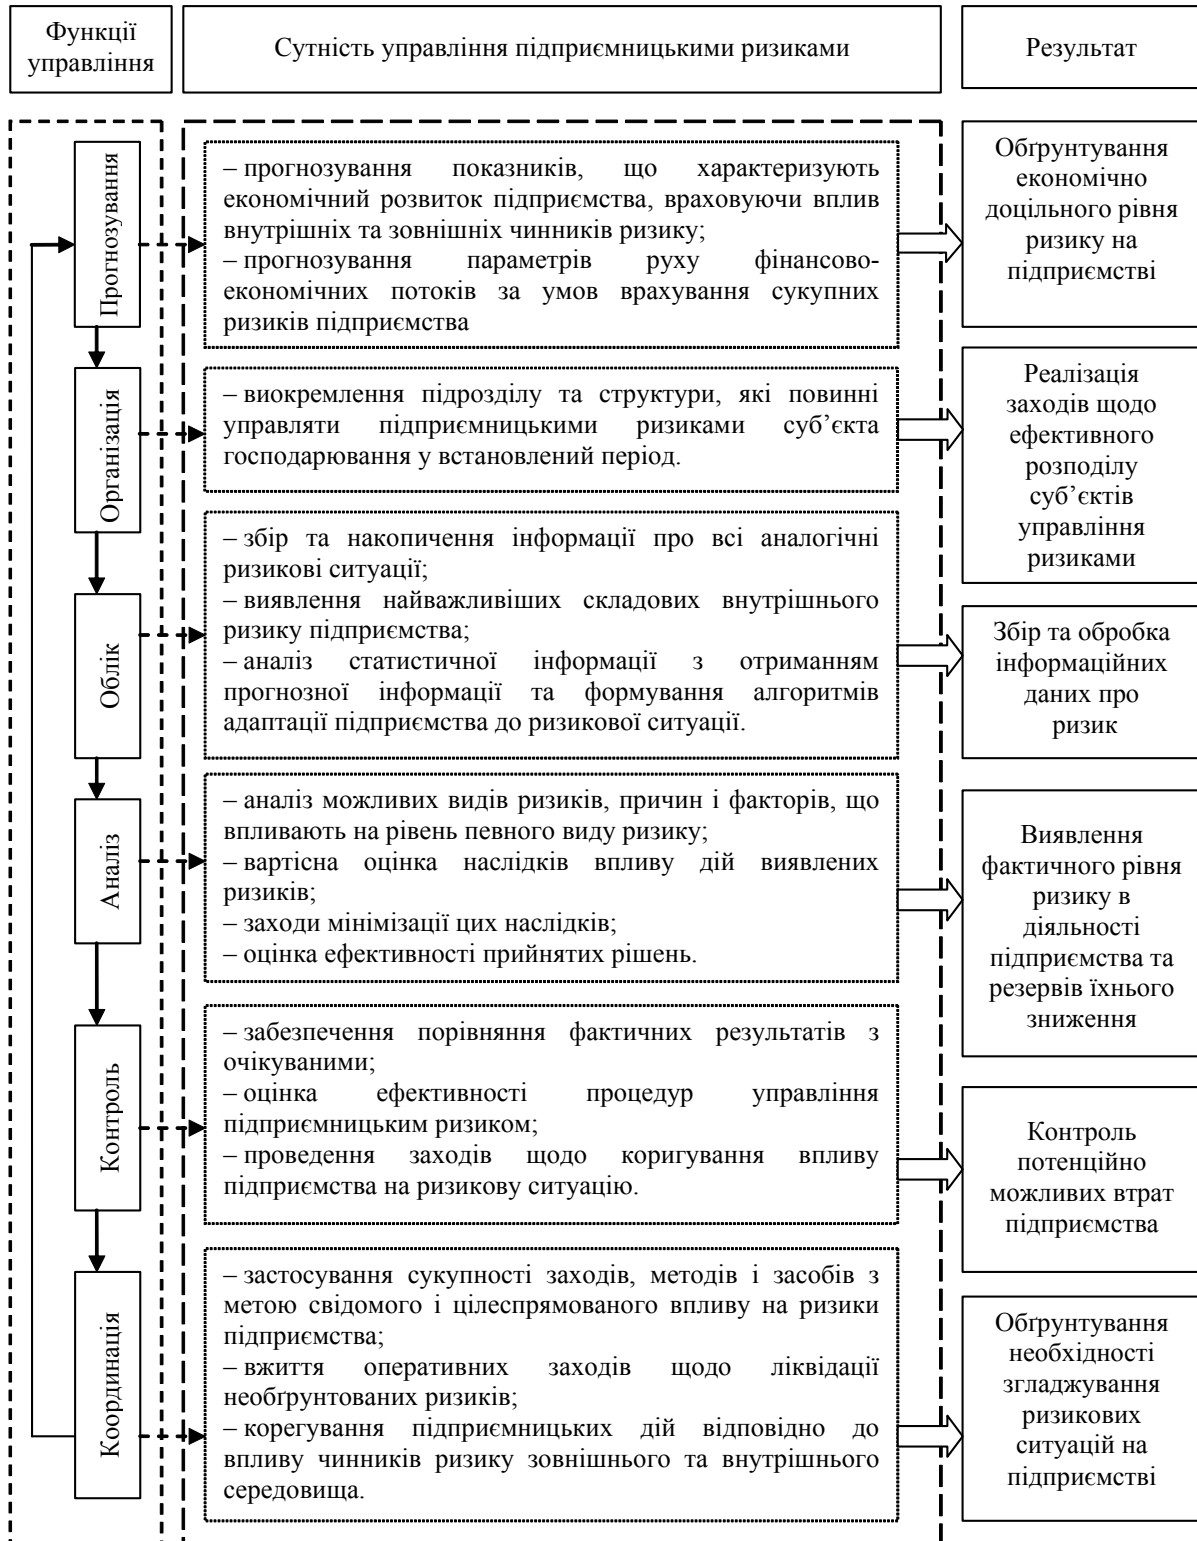 Функції
управління
Сутність управління підприємницькими ризиками
Результат
Прогнозування
– прогнозування показників, що характеризують
економічний розвиток підприємства, враховуючи вплив
внутрішніх та зовнішніх чинників ризику;
– прогнозування параметрів руху фінансово-
економічних потоків за умов врахування сукупних
ризиків підприємства
Обґрунтування
економічно
доцільного рівня
ризику на
підприємстві
Організація
– виокремлення підрозділу та структури, які повинні
управляти підприємницькими ризиками суб’єкта
господарювання у встановлений період.
Реалізація
заходів щодо
ефективного
розподілу
суб’єктів
управління
ризиками
Облік
– збір та накопичення інформації про всі аналогічні
ризикові ситуації;
– виявлення найважливіших складових внутрішнього
ризику підприємства;
– аналіз статистичної інформації з отриманням
прогнозної інформації та формування алгоритмів
адаптації підприємства до ризикової ситуації.
Збір та обробка
інформаційних
даних про
ризик
Аналіз
– аналіз можливих видів ризиків, причин і факторів, що
впливають на рівень певного виду ризику;
– вартісна оцінка наслідків впливу дій виявлених
ризиків;
– заходи мінімізації цих наслідків;
– оцінка ефективності прийнятих рішень.
Виявлення
фактичного рівня
ризику в
діяльності
підприємства та
резервів їхнього
зниження
Контроль
– забезпечення порівняння фактичних результатів з
очікуваними;
– оцінка ефективності процедур управління
підприємницьким ризиком;
– проведення заходів щодо коригування впливу
підприємства на ризикову ситуацію.
Контроль
потенційно
можливих втрат
підприємства
Координація
– застосування сукупності заходів, методів і засобів з
метою свідомого і цілеспрямованого впливу на ризики
підприємства;
– вжиття оперативних заходів щодо ліквідації
необґрунтованих ризиків;
– корегування підприємницьких дій відповідно до
впливу чинників ризику зовнішнього та внутрішнього
середовища.
Обґрунтування
необхідності
згладжування
ризикових
ситуацій на
підприємстві